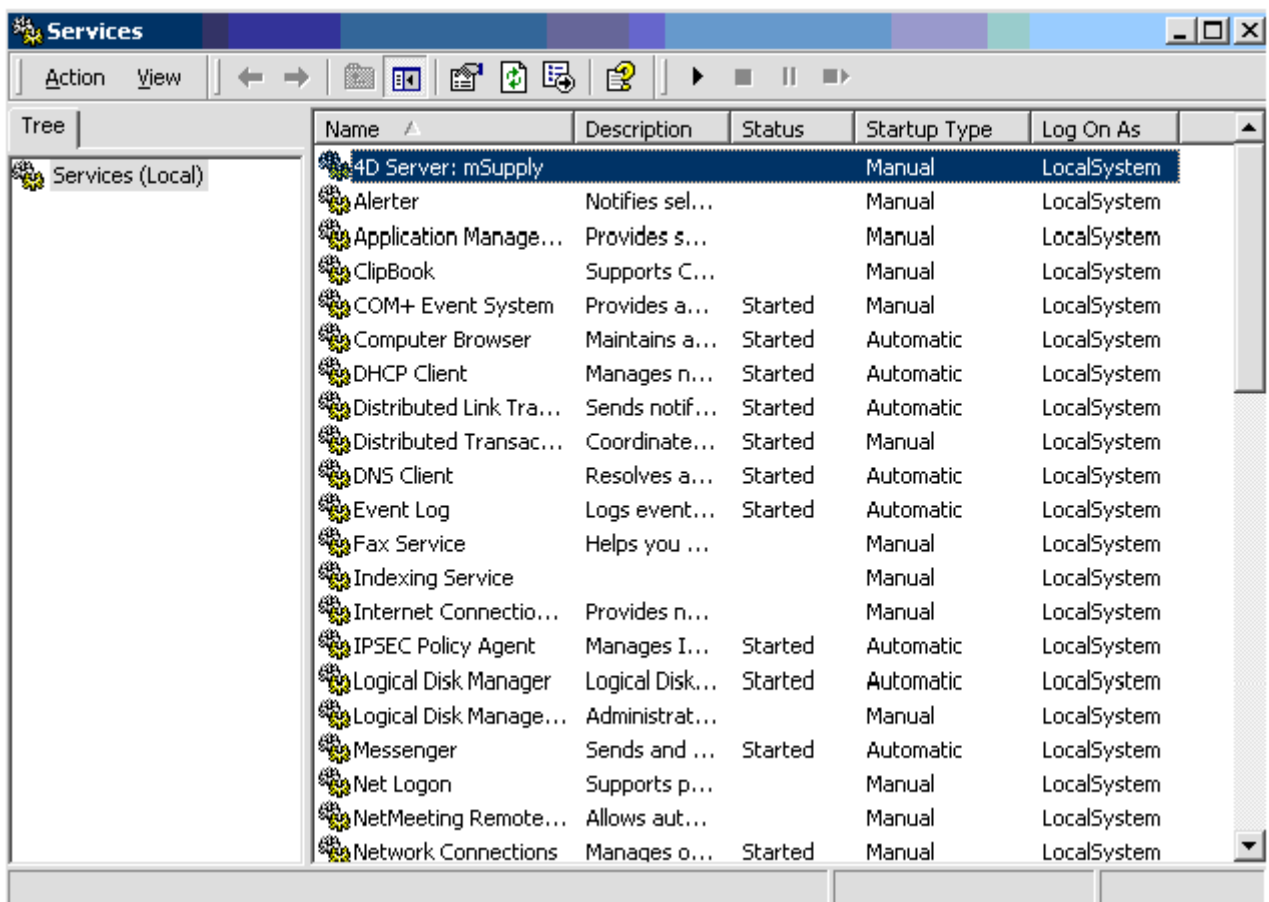 Services
Action View
Tree
Services (Local)
Name Description Status Startup Type Log On As
4D Server: mSupply Manual LocalSystem
Alerter Notifies sel... Manual LocalSystem
Application Manage... Provides s... Manual LocalSystem
ClipBook Supports C... Manual LocalSystem
COM+ Event System Provides a... Started Manual LocalSystem
Computer Browser Maintains a... Started Automatic LocalSystem
DHCP Client Manages n... Started Automatic LocalSystem
Distributed Link Tra... Sends notif... Started Automatic LocalSystem
Distributed Transac... Coordinate... Started Manual LocalSystem
DNS Client Resolves a... Started Automatic LocalSystem
Event Log Logs event... Started Automatic LocalSystem
Fax Service Helps you ... Manual LocalSystem
Indexing Service Manual LocalSystem
Internet Connectio... Provides n... Manual LocalSystem
IPSEC Policy Agent Manages I... Started Automatic LocalSystem
Logical Disk Manager Logical Disk... Started Automatic LocalSystem
Logical Disk Manage... Administrat... Manual LocalSystem
Messenger Sends and ... Started Automatic LocalSystem
Net Logon Supports p... Manual LocalSystem
NetMeeting Remote... Allows aut... Manual LocalSystem
Network Connections Manages o... Started Manual LocalSystem